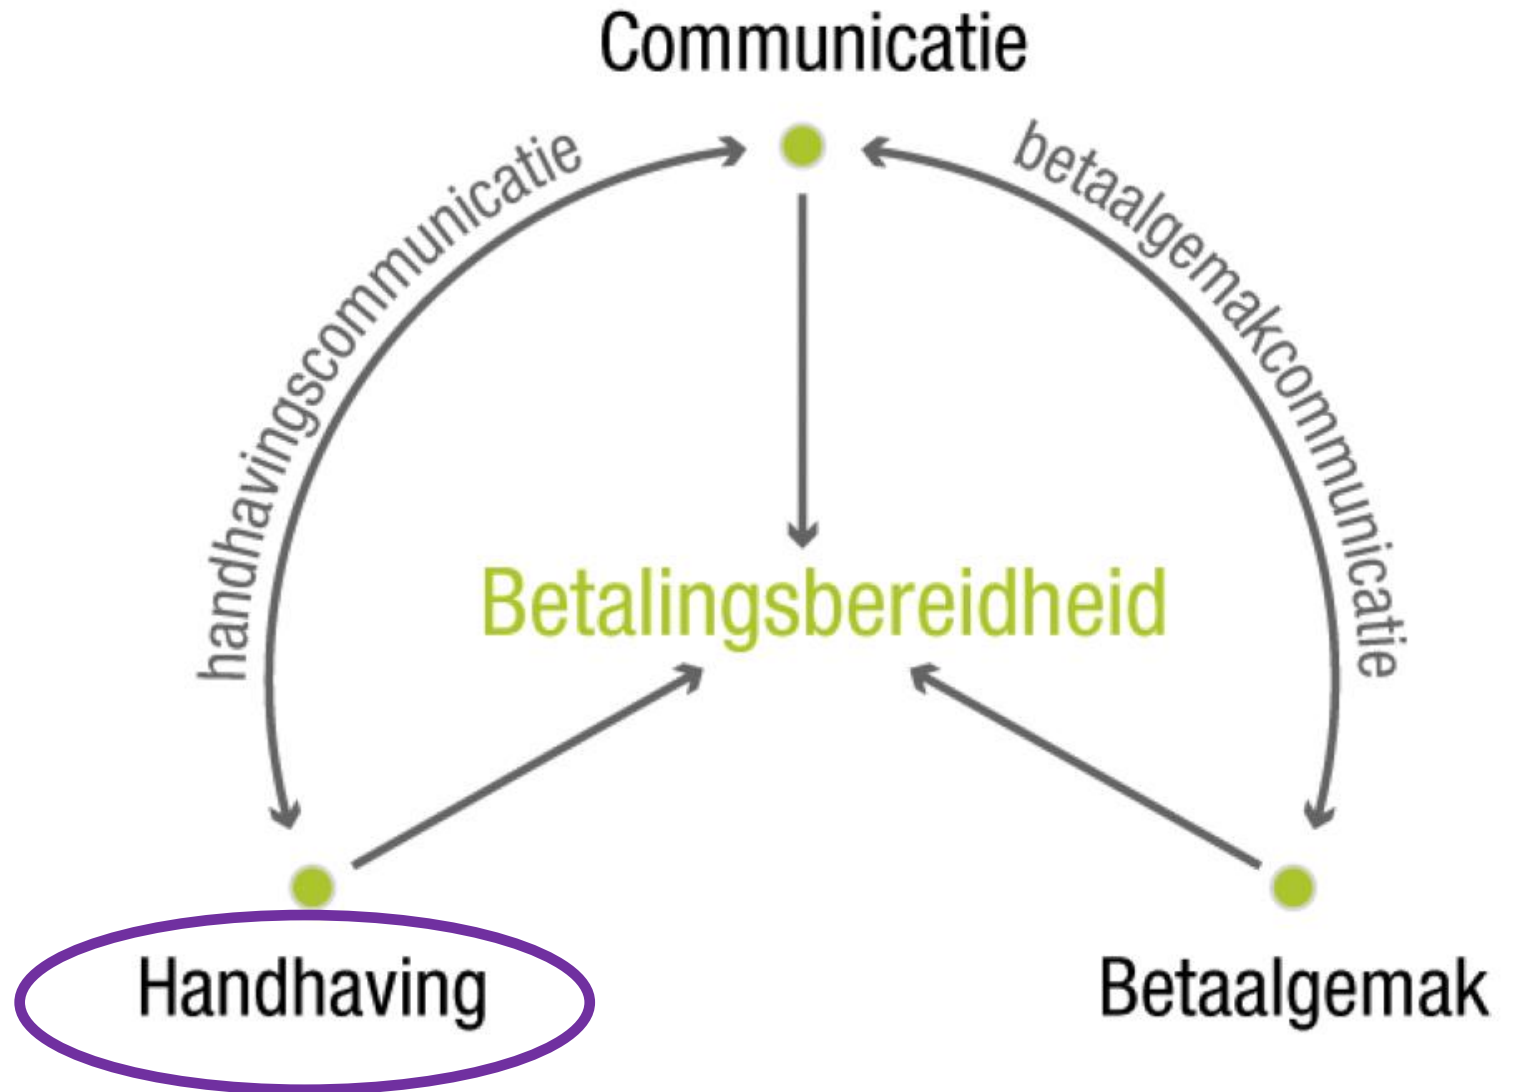 Communicatie
handhavingscommunicatie
betaalgemakcommunicatie
Betalingsbereidheid
Handhaving
Betaalgemak